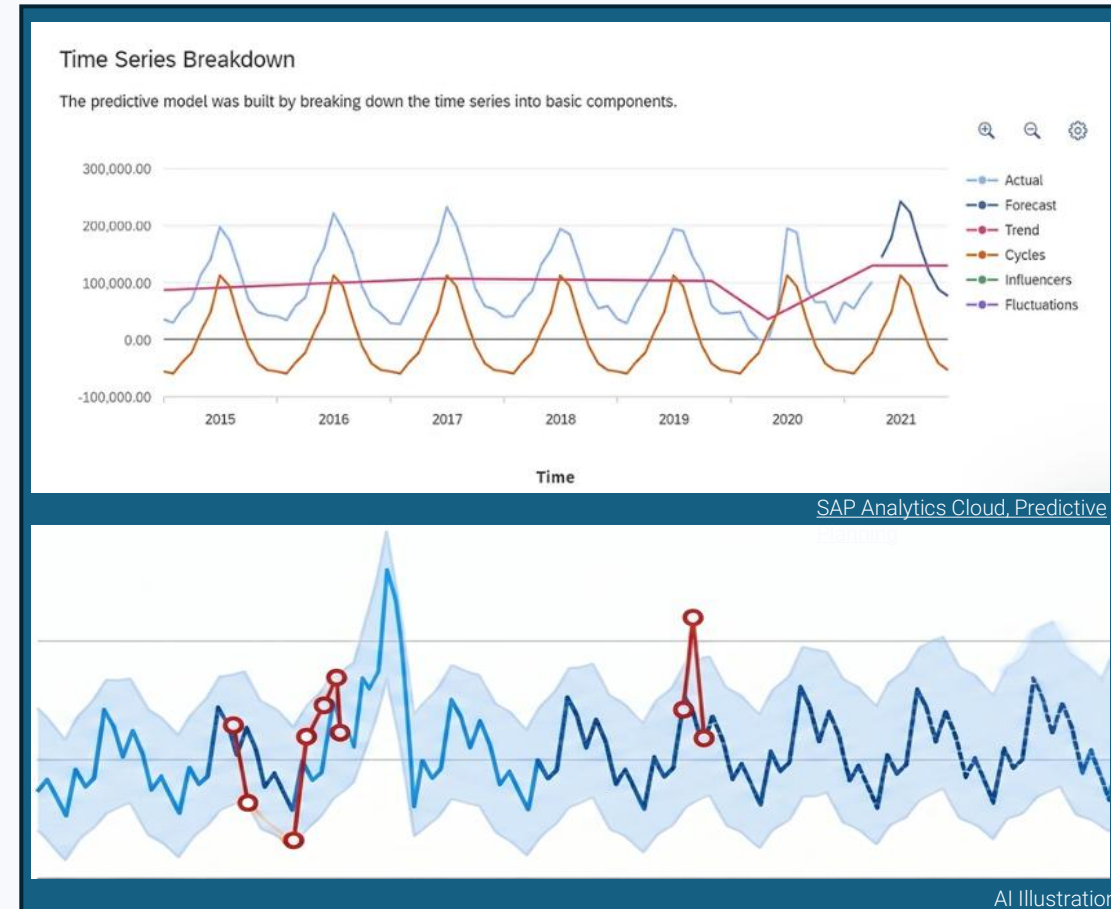 Time Series Breakdown
The predictive model was built by breaking down the time series into basic components.
300,000.00
200,000.00
100,000.00
0.00
-100,000.00
Actual
Forecast
Trend
Cycles
Influencers
Fluctuations
2015 2016 2017 2018 2019 2020 2021
Time
SAP Analytics Cloud, Predictive
AI Illustration